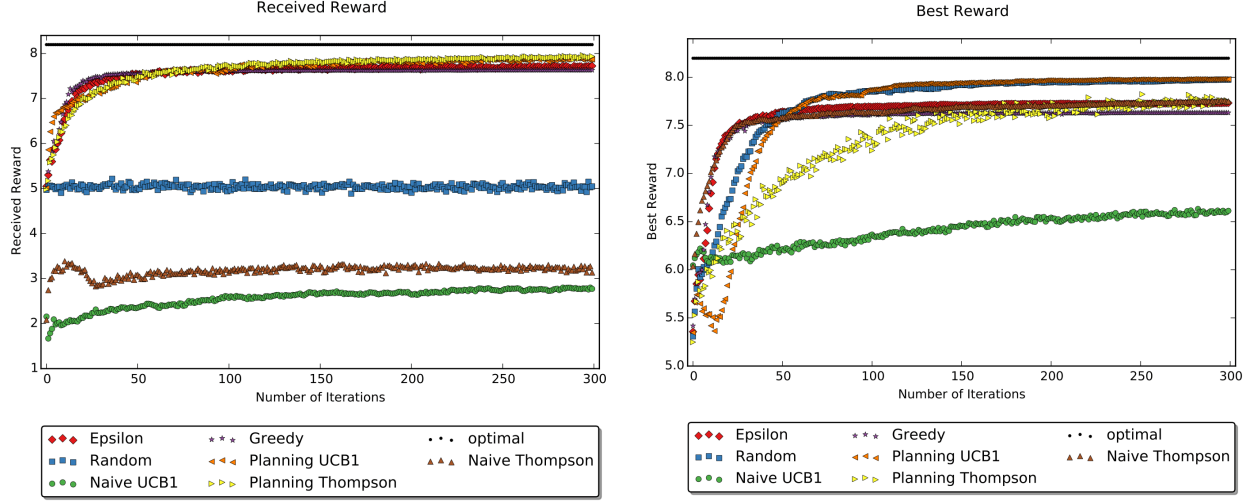 Received Reward
8
7
6
5
4
3
2
1
Received Reward
0 50 100 150 200 250 300
Number of Iterations
Epsilon Greedy optimal
Random Planning UCB1 Naive Thompson
Naive UCB1 Planning Thompson
Best Reward
8.0
7.5
7.0
6.5
6.0
5.5
5.0
Best Reward
0 50 100 150 200 250 300
Number of Iterations
Epsilon Greedy optimal
Random Planning UCB1 Naive Thompson
Naive UCB1 Planning Thompson